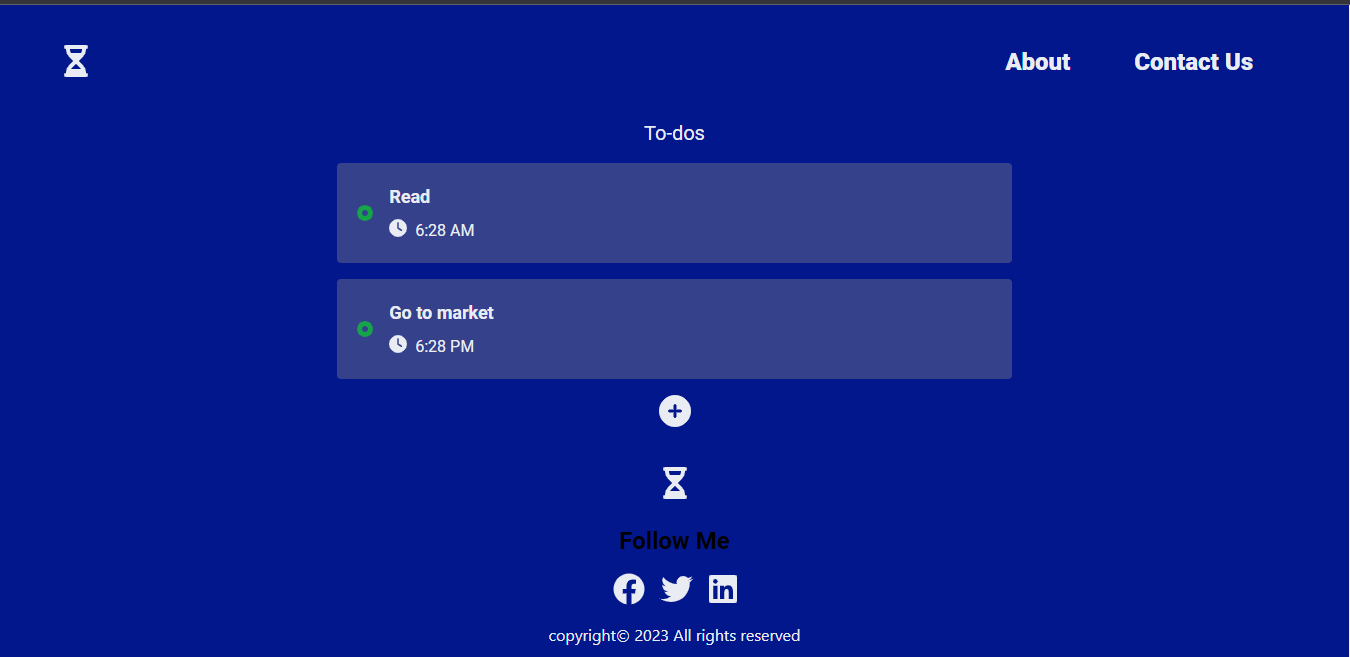 About Contact Us
To-dos
Read
6:28 AM
Go to market
6:28 PM
Follow Me
copyright© 2023 All rights reserved